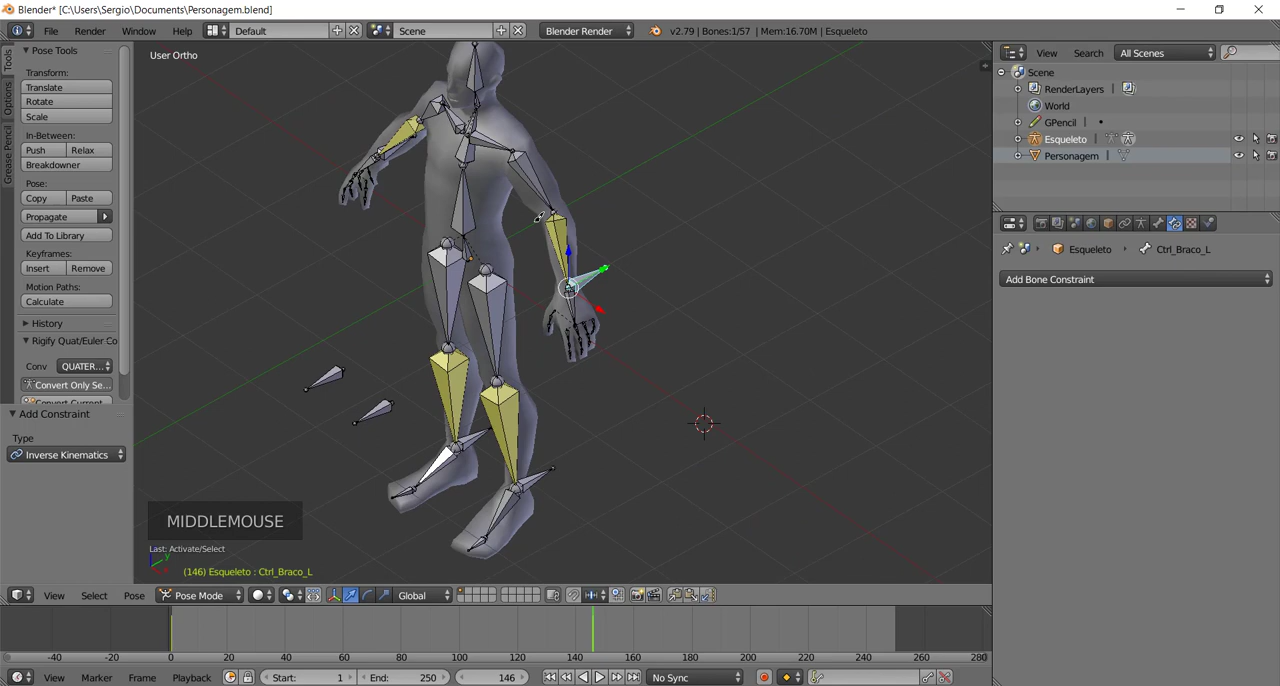 Blender* [C:\Users\Sergio\Documents\Personagem.blend]
File Render Window Help Default Scene Blender Render v2.79 | Bones:1/57 | Mem:16.70M | Esqueleto
Tools
Options
Grease Pencil
Pose Tools
Transform:
Translate
Rotate
Scale
In-Between:
Push Relax
Breakdowner
Pose:
Copy Paste
Propagate
Add To Library
Keyframes:
Insert Remove
Motion Paths:
Calculate
History
Rigify Quat/Euler Co
Conv QUATER...
Convert Only Se...
Add Constraint
Type
Inverse Kinematics
User Ortho
MIDDLEMOUSE
Last: Activate/Select
(146) Esqueleto : Ctrl_Braco_L
View Select Pose Pose Mode Global
View Search All Scenes
Scene
RenderLayers
World
GPencil
Esqueleto
Personagem
Esqueleto Ctrl_Braco_L
Add Bone Constraint
-40 -20 0 20 40 60 80 100 120 140 160 180 200 220 240 260 280
View Marker Frame Playback Start: 1 End: 250 146 No Sync